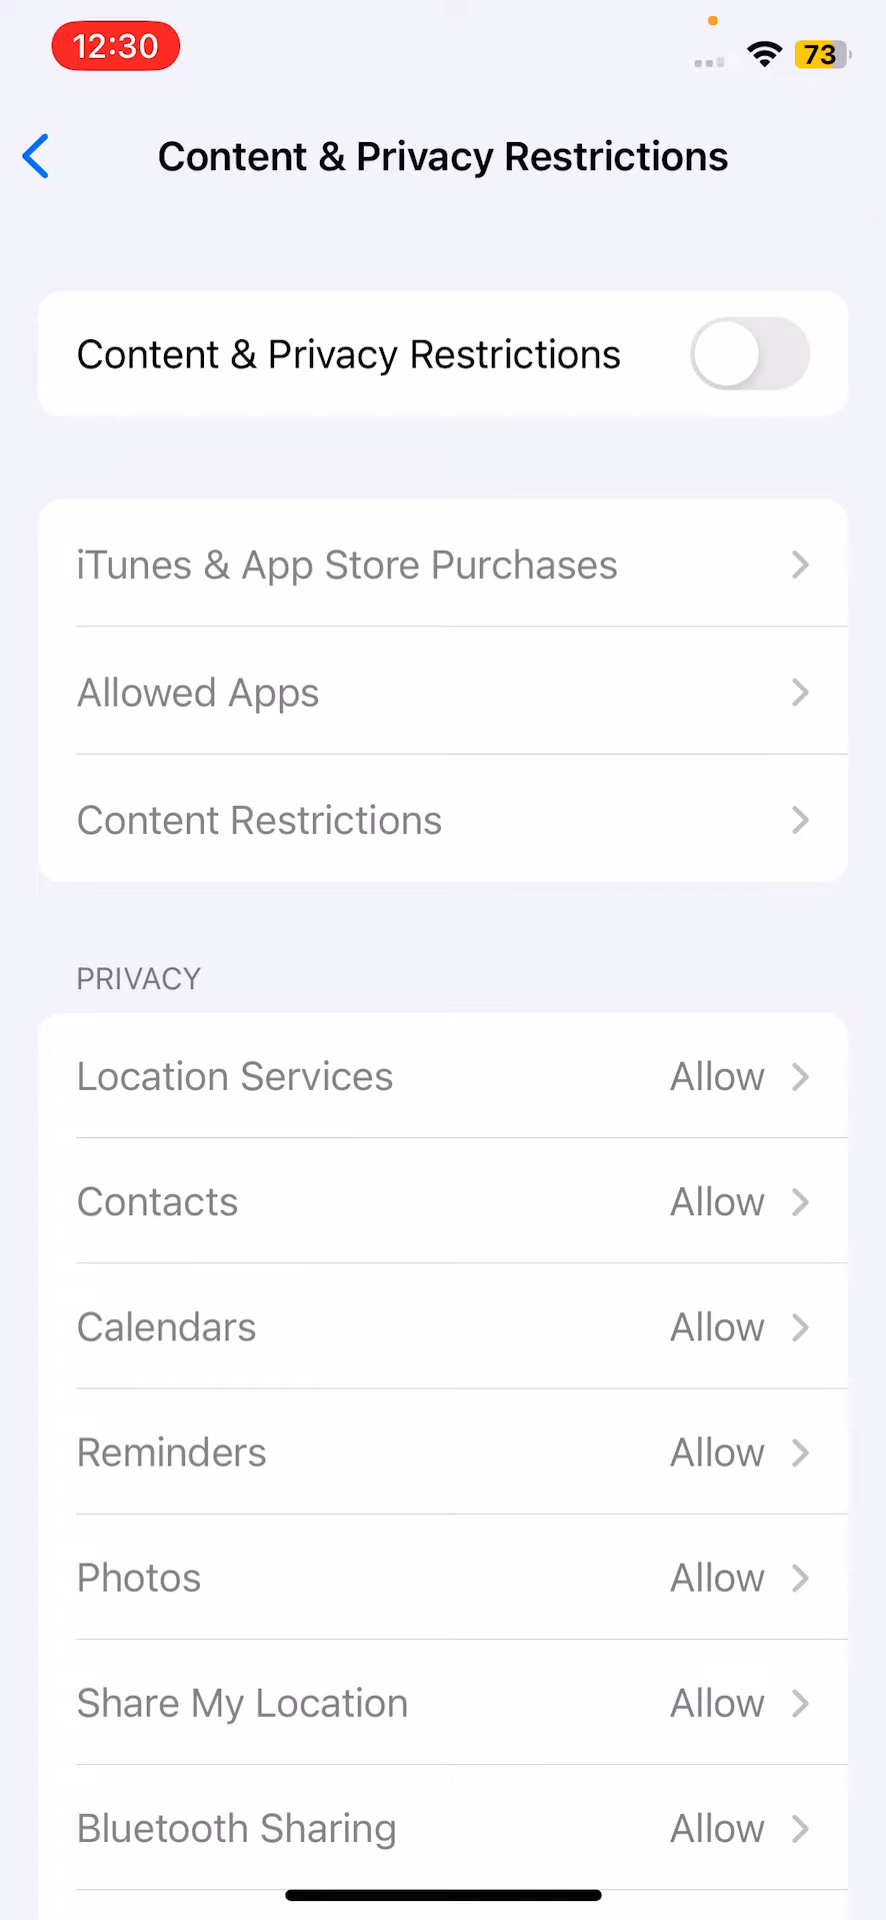 12:30
73
Content & Privacy Restrictions
Content & Privacy Restrictions
iTunes & App Store Purchases
Allowed Apps
Content Restrictions
PRIVACY
Location Services Allow
Contacts Allow
Calendars Allow
Reminders Allow
Photos Allow
Share My Location Allow
Bluetooth Sharing Allow